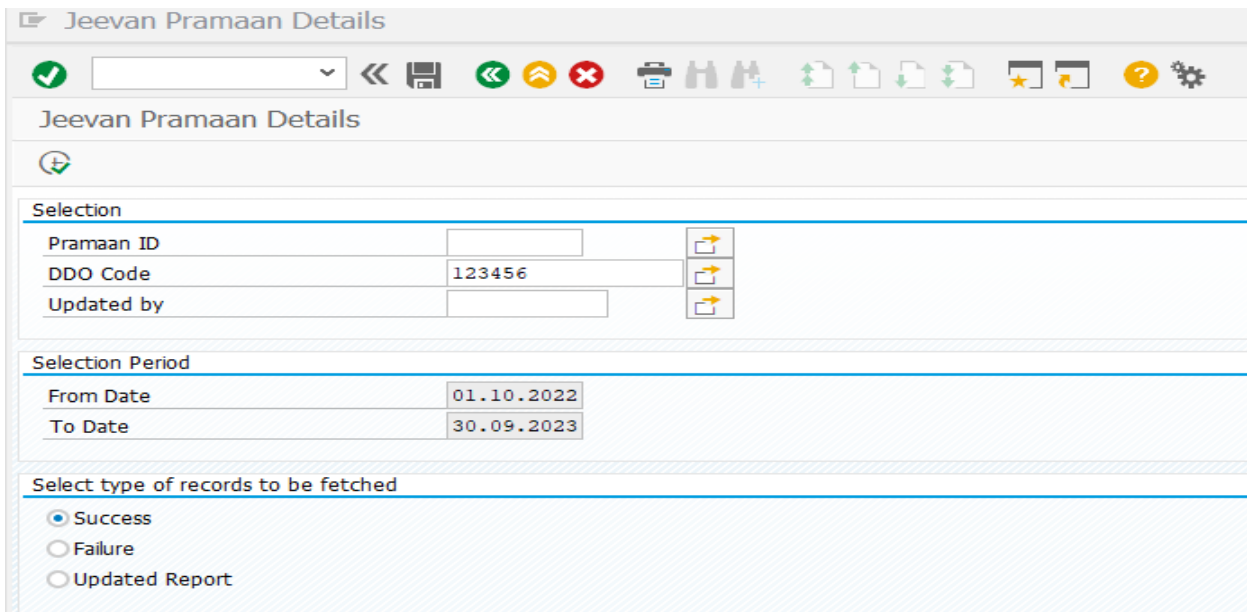 Jeevan Pramaan Details
Jeevan Pramaan Details
Selection
Pramaan ID
DDO Code 123456
Updated by
Selection Period
From Date 01.10.2022
To Date 30.09.2023
Select type of records to be fetched
Success
Failure
Updated Report